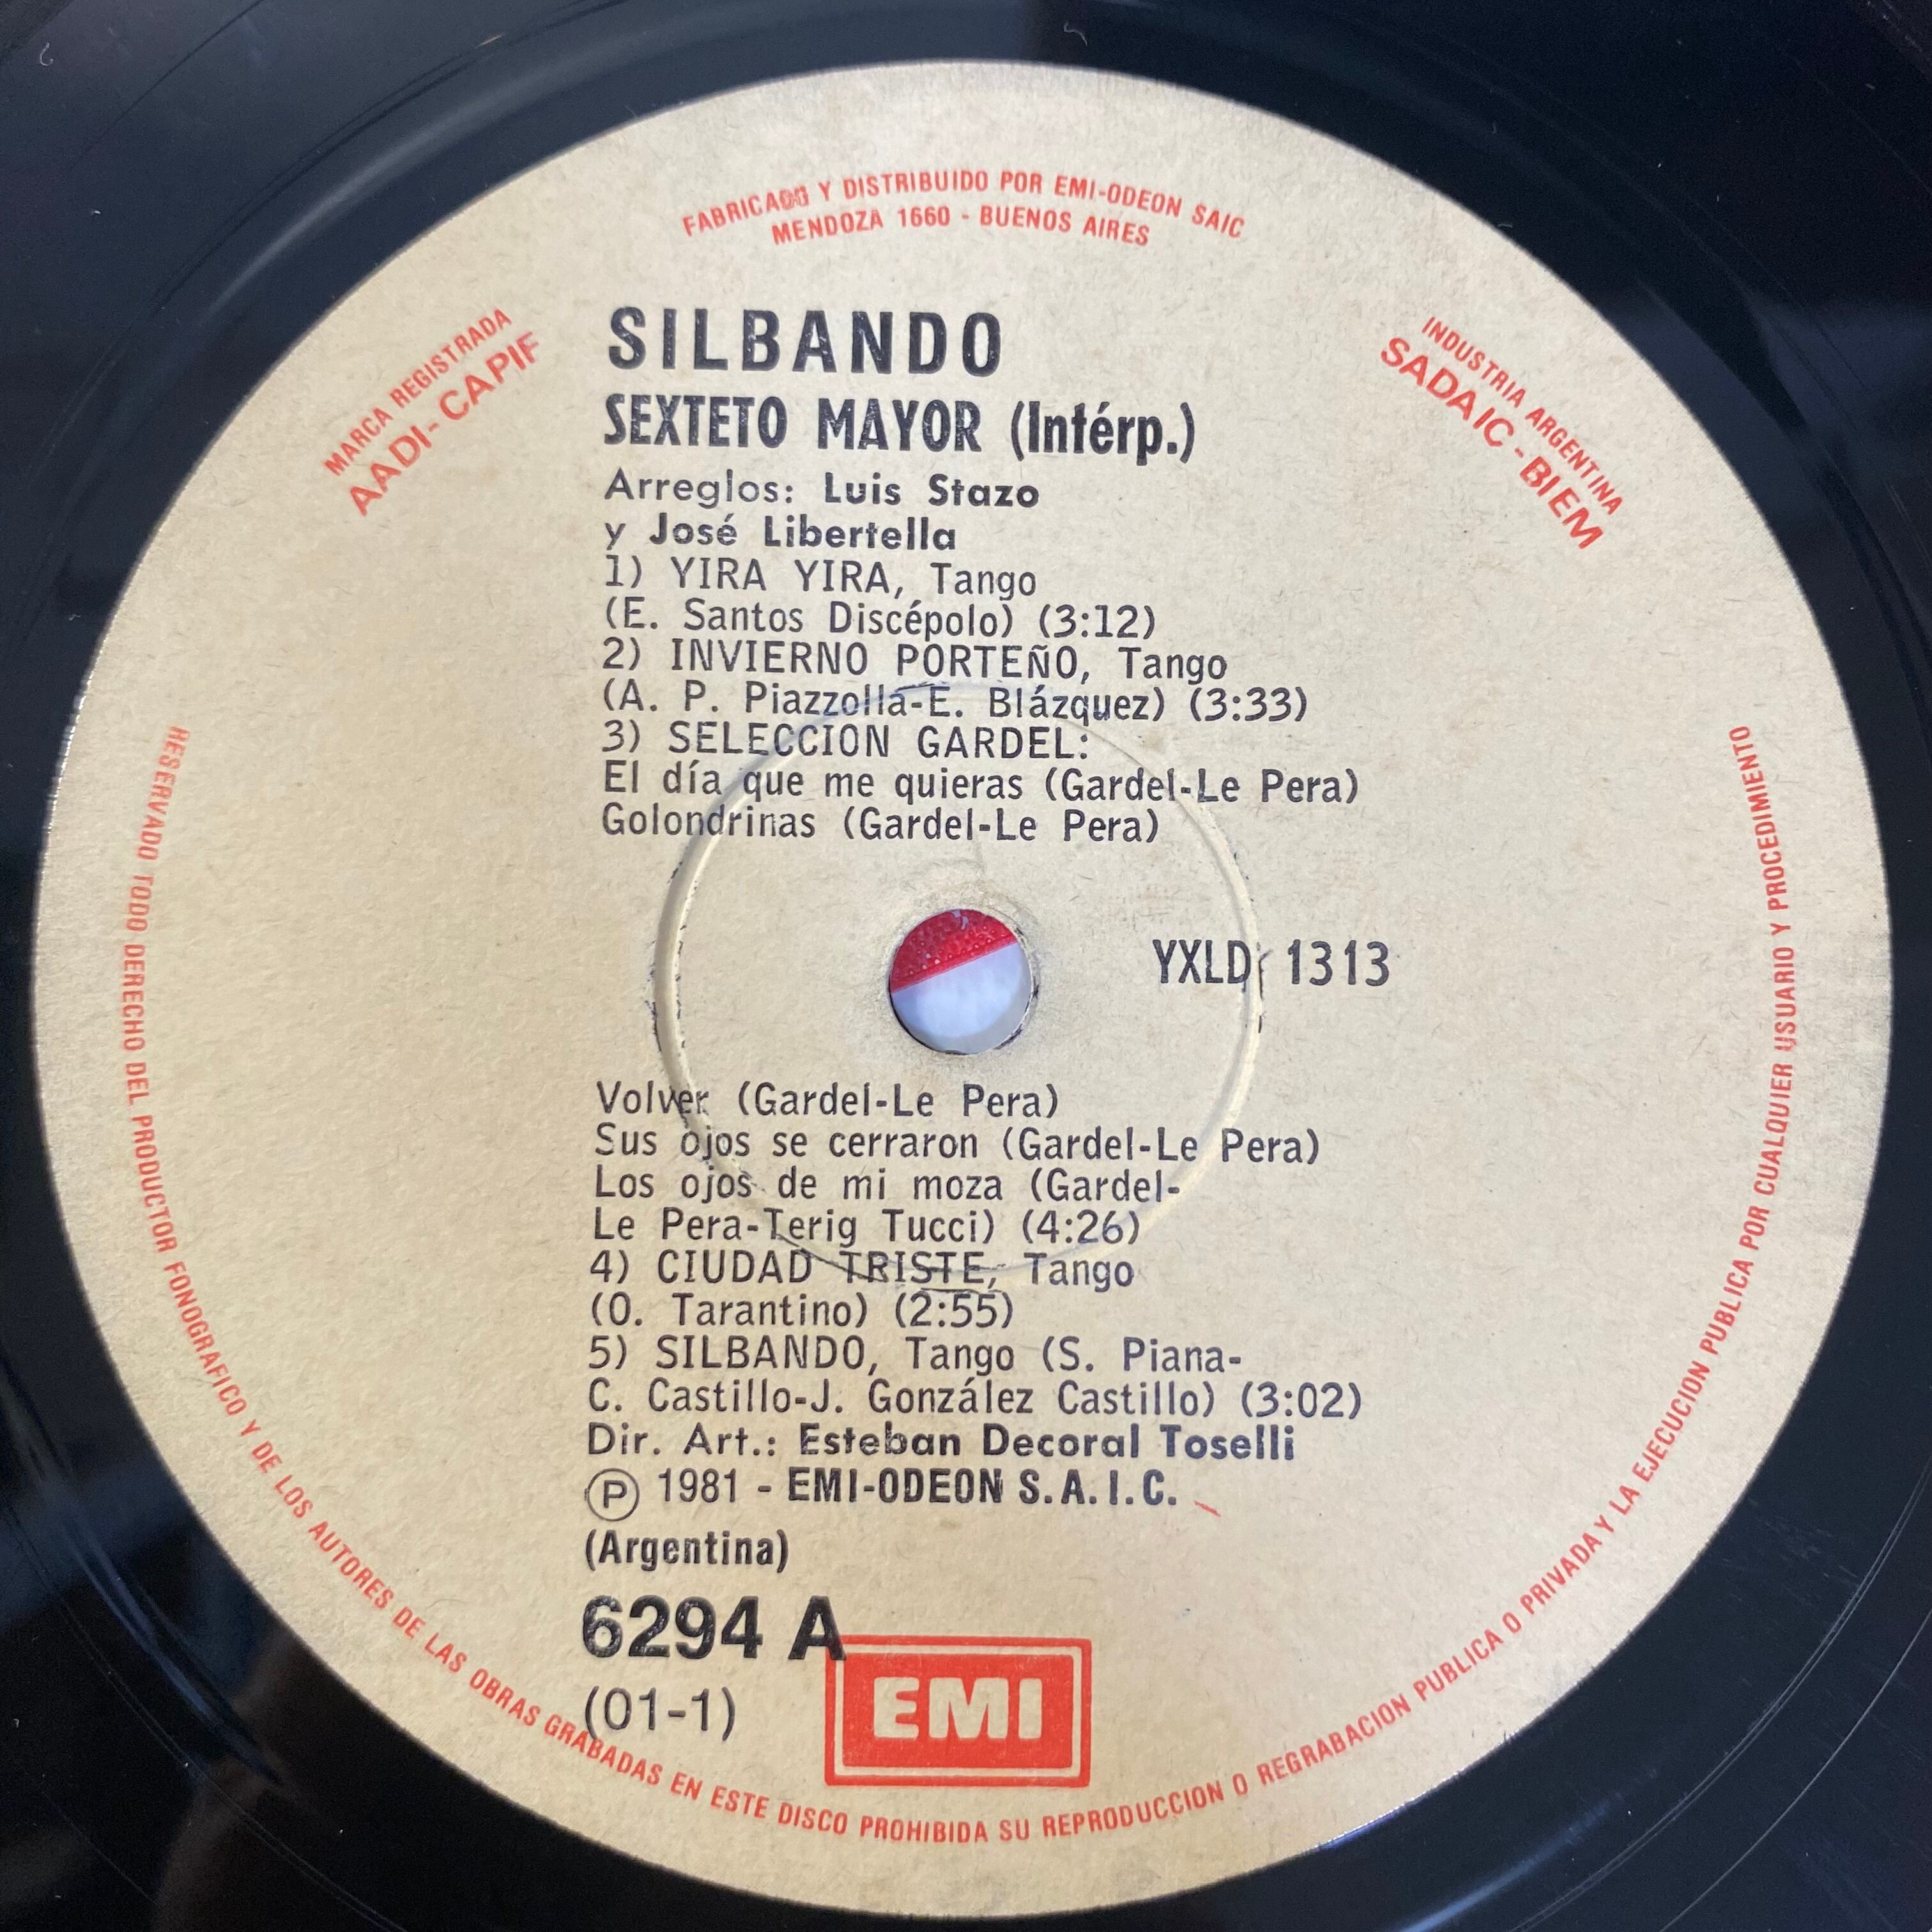 FABRICADO Y DISTRIBUIDO POR EMI-ODEON SAIC
MENDOZA 1660 - BUENOS AIRES
MARCA REGISTRADA
AADI-CAPIF
INDUSTRIA ARGENTINA
SADAIC-BIEM
SILBANDO
SEXTETO MAYOR (Intérp.)
Arreglos: Luis Stazo
y José Libertella
1) YIRA YIRA, Tango
(E. Santos Discépolo) (3:12)
2) INVIERNO PORTEÑO, Tango
(A. P. Piazzolla-E. Blázquez) (3:33)
3) SELECCION GARDEL:
El día que me quieras (Gardel-Le Pera)
Golondrinas (Gardel-Le Pera)
YXLD 1313
Volver (Gardel-Le Pera)
Sus ojos se cerraron (Gardel-Le Pera)
Los ojos de mi moza (Gardel-
Le Pera-Terig Tucci) (4:26)
4) CIUDAD TRISTE, Tango
(O. Tarantino) (2:55)
5) SILBANDO, Tango (S. Piana-
C. Castillo-J. González Castillo) (3:02)
Dir. Art.: Esteban Decoral Toselli
Ⓟ 1981 - EMI-ODEON S.A.I.C.
(Argentina)
6294 A
(01-1)
EMI
RESERVADO TODO DERECHO DEL PRODUCTOR FONOGRAFICO Y DE LOS AUTORES DE LAS OBRAS GRABADAS EN ESTE DISCO PROHIBIDA SU REPRODUCCION O REGRABACION PUBLICA O PRIVADA Y LA EJECUCION PUBLICA POR CUALQUIER USUARIO Y PROCEDIMIENTO